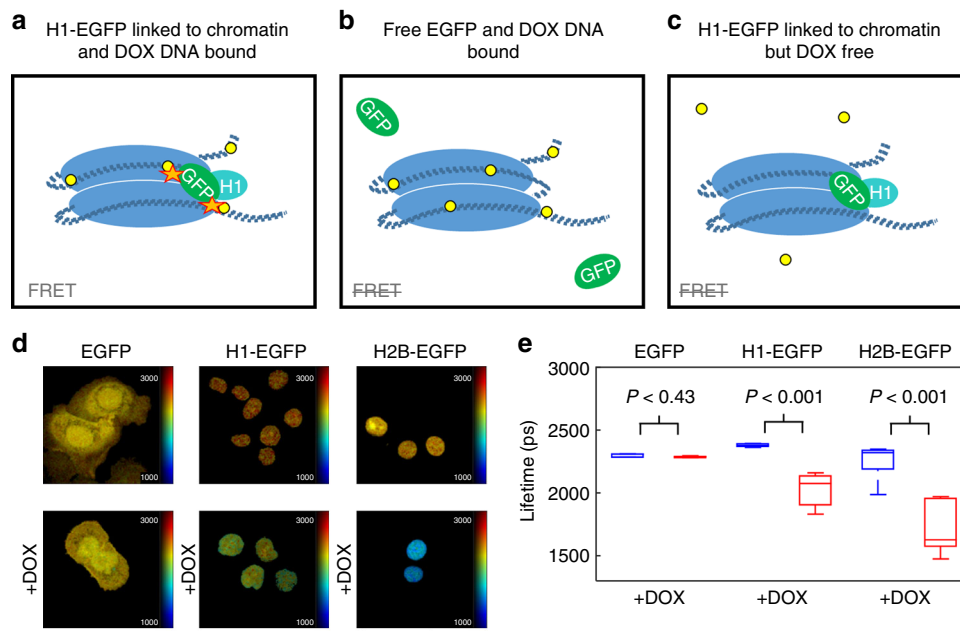 a
H1-EGFP linked to chromatin
and DOX DNA bound
GFP
H1
FRET
b
Free EGFP and DOX DNA
bound
GFP
GFP
FRET
c
H1-EGFP linked to chromatin
but DOX free
GFP
H1
FRET
d
EGFP
H1-EGFP
H2B-EGFP
3000
1000
3000
1000
3000
1000
+DOX
3000
1000
+DOX
3000
1000
+DOX
3000
1000
e
EGFP
H1-EGFP
H2B-EGFP
3000
2500
2000
1500
Lifetime (ps)
P < 0.43
P < 0.001
P < 0.001
+DOX
+DOX
+DOX